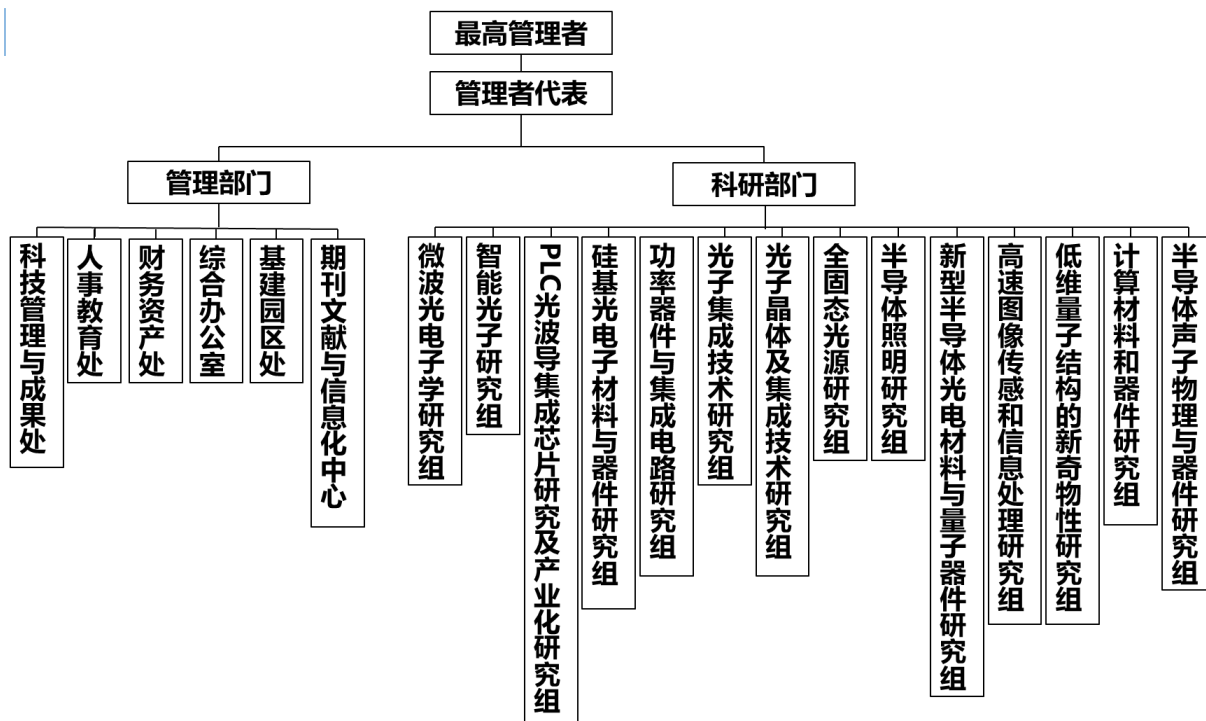 最高管理者
管理者代表
管理部门
科研部门
科技管理与成果处
人事教育处
财务资产处
综合办公室
基建园区处
期刊文献与信息化中心
微波光电子学研究组
智能光子研究组
PLC光波导集成芯片研究及产业化研究组
硅基光电子材料与器件研究组
功率器件与集成电路研究组
光子集成技术研究组
光子晶体及集成技术研究组
全固态光源研究组
半导体照明研究组
新型半导体光电材料与量子器件研究组
高速图像传感和信息处理研究组
低维量子结构的新奇物性研究组
计算材料和器件研究组
半导体声子物理与器件研究组